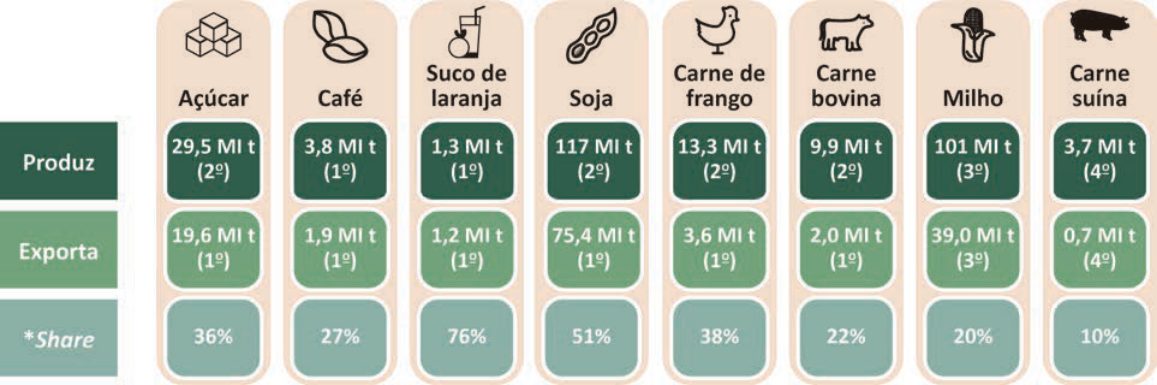 Açúcar
Café
Suco de
laranja
Soja
Carne de
frango
Carne
bovina
Milho
Carne
suína
Produz
29,5 MI t
(2º)
3,8 MI t
(1º)
1,3 MI t
(1º)
117 MI t
(2º)
13,3 MI t
(2º)
9,9 MI t
(2º)
101 MI t
(3º)
3,7 MI t
(4º)
Exporta
19,6 MI t
(1º)
1,9 MI t
(1º)
1,2 MI t
(1º)
75,4 MI t
(1º)
3,6 MI t
(1º)
2,0 MI t
(1º)
39,0 MI t
(3º)
0,7 MI t
(4º)
*Share
36%
27%
76%
51%
38%
22%
20%
10%